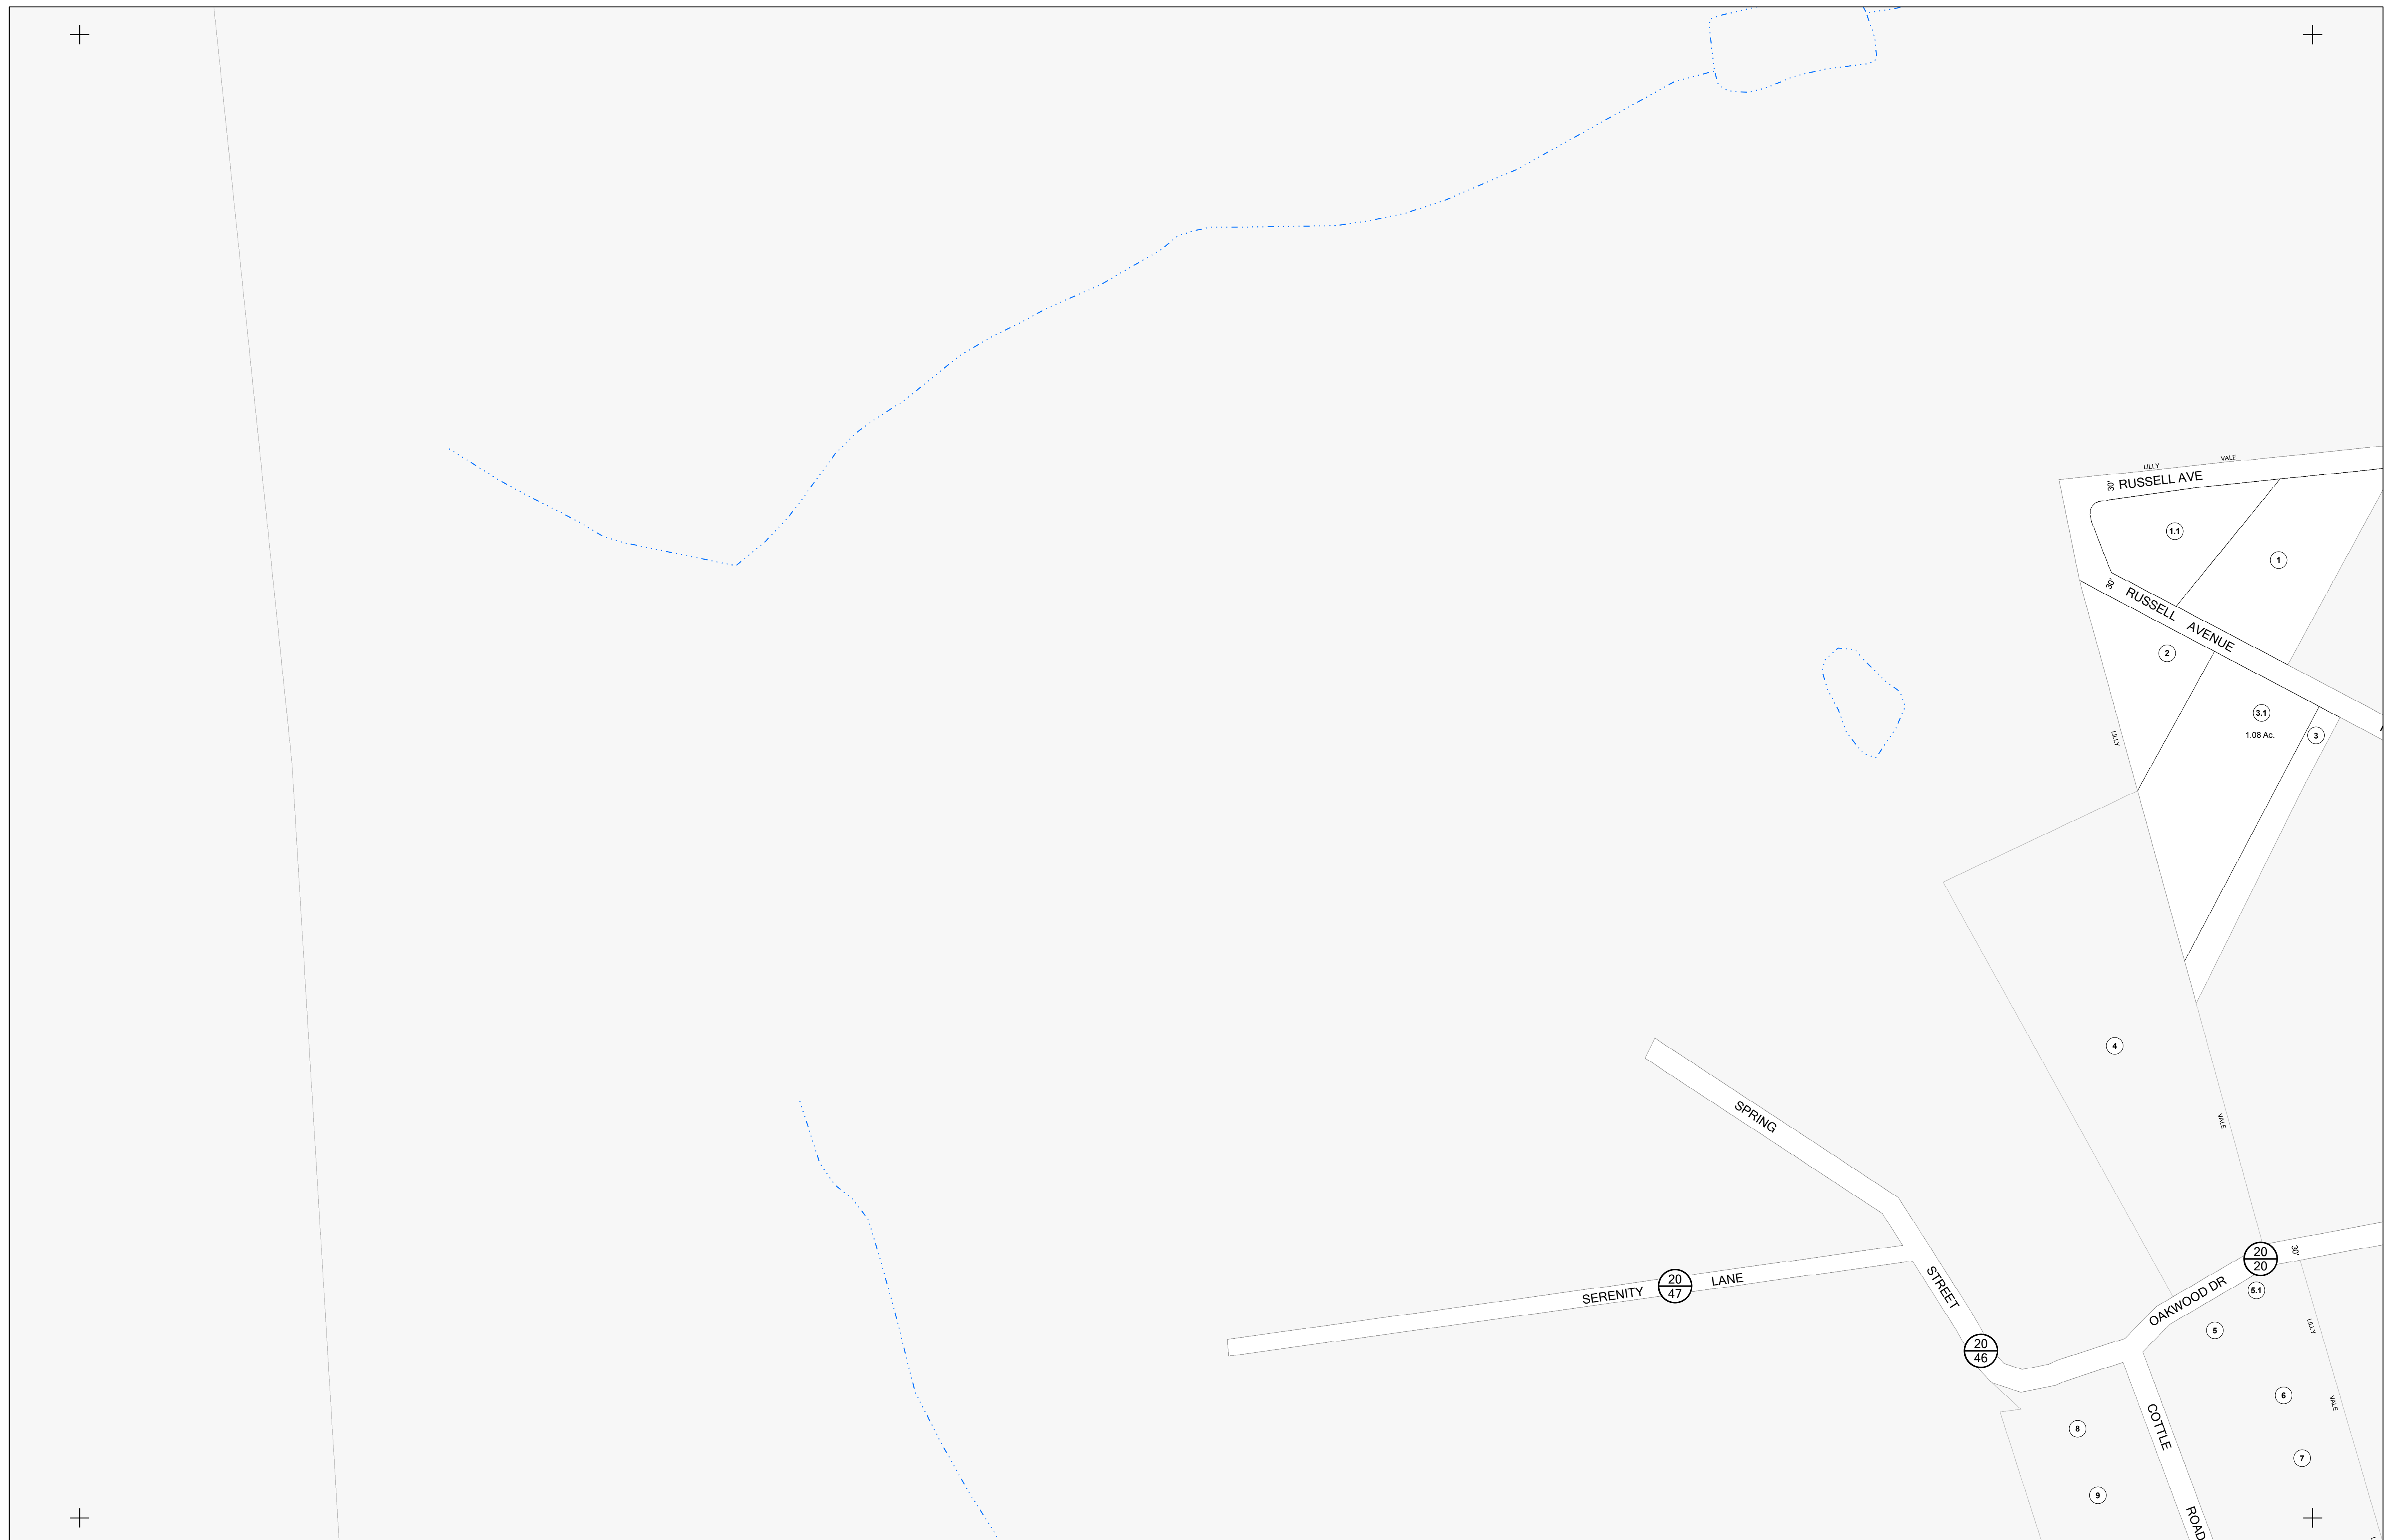 LILLY VALE
30' RUSSELL AVE
1.1
1
30'
RUSSELL AVENUE
2
3.1
1.08 Ac.
3
LILLY
4
VALE
SPRING
STREET
SERENITY
20
47
LANE
20
46
20
20
30'
OAKWOOD DR
5.1
5
LILLY
6
VALE
7
8
9
COTTLE
ROAD